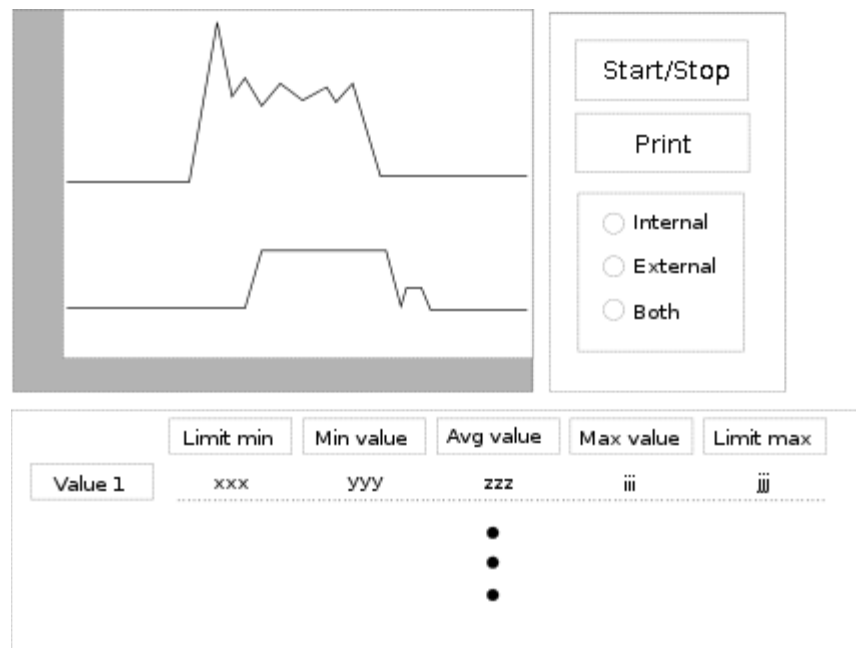 Start/Stop
Print
Internal
External
Both
Limit min Min value Avg value Max value Limit max
Value 1 xxx yyy zzz iii jjj